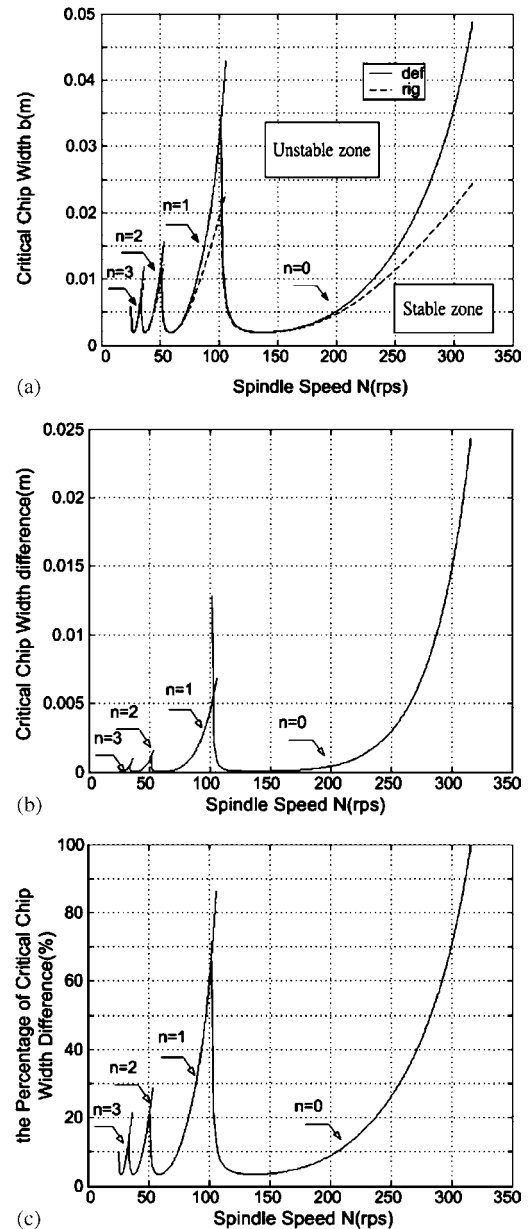 0.05
0.04
0.03
0.02
0.01
0
Critical Chip Width b(m)
def
rig
Unstable zone
n=1
n=2
n=3
n=0
Stable zone
0 50 100 150 200 250 300 350
(a)
Spindle Speed N(rps)
0.025
0.02
0.015
0.01
0.005
0
Critical Chip Width difference(m)
n=1
n=2
n=3
n=0
0 50 100 150 200 250 300 350
(b)
Spindle Speed N(rps)
100
80
60
40
20
0
the Percentage of Critical Chip
Width Difference(%)
n=1
n=2
n=3
n=0
0 50 100 150 200 250 300 350
(c)
Spindle Speed N(rps)